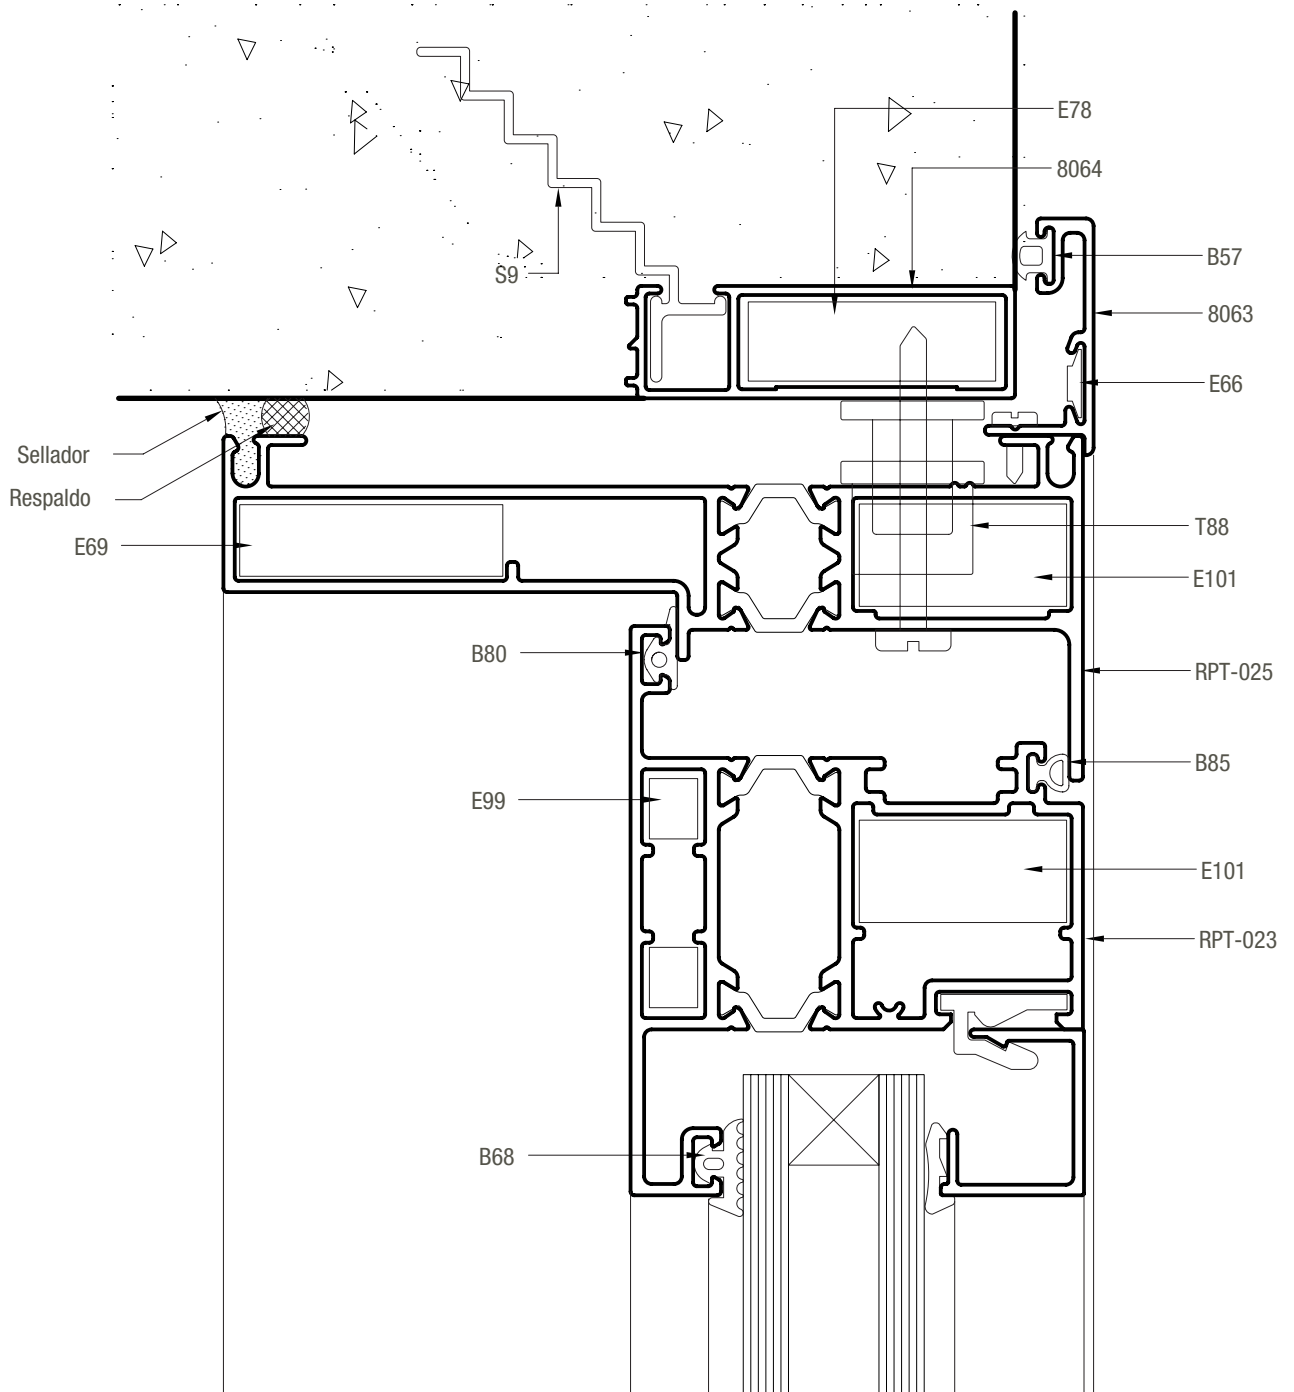 E78
8064
B57
S9
8063
E66
Sellador
Respaldo
T88
E69
E101
B80
RPT-025
B85
E99
E101
RPT-023
B68